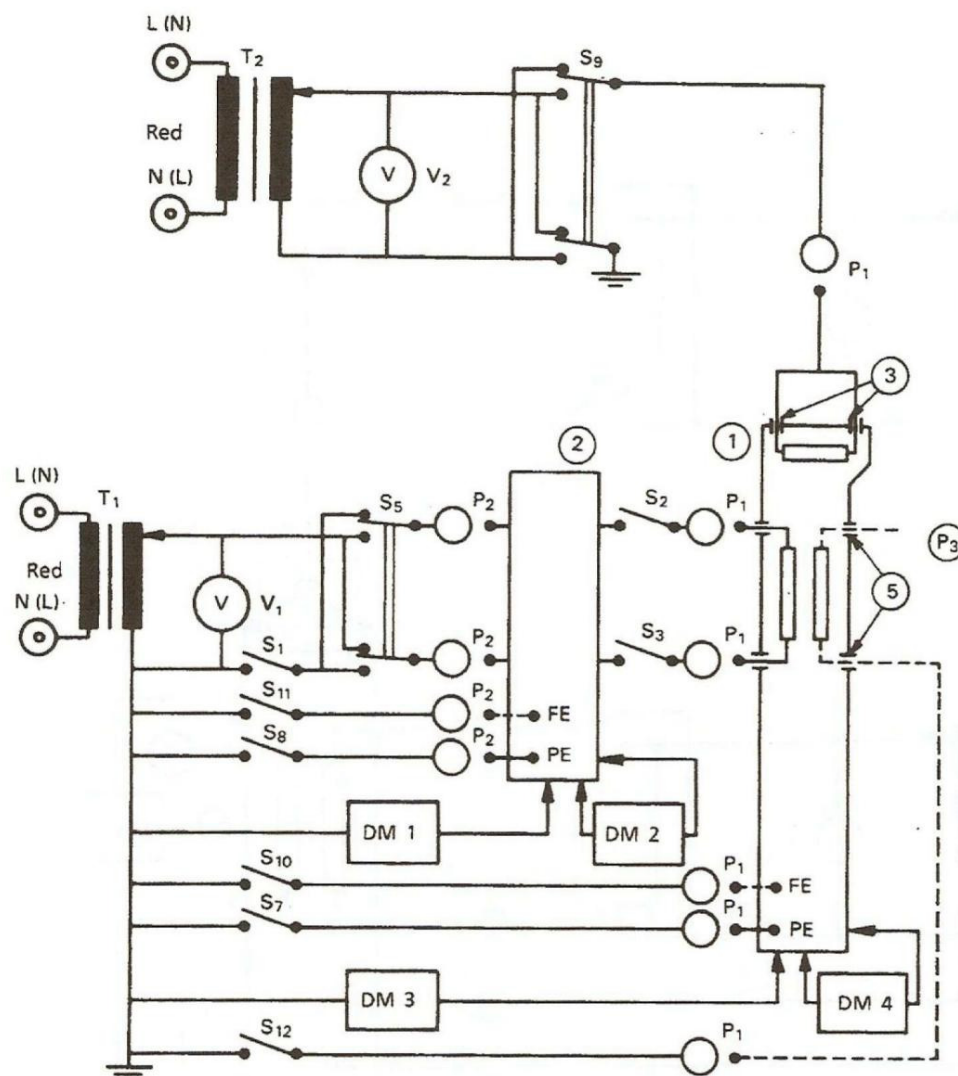 L (N)
T2
S9
Red
V
V2
N (L)
P1
3
2
1
L (N)
T1
S5
P2
S2
P1
P3
Red
V
V1
5
N (L)
S1
P2
S3
P1
S11
P2
FE
S8
P2
PE
DM 1
DM 2
S10
P1
FE
S7
P1
PE
DM 3
DM 4
S12
P1